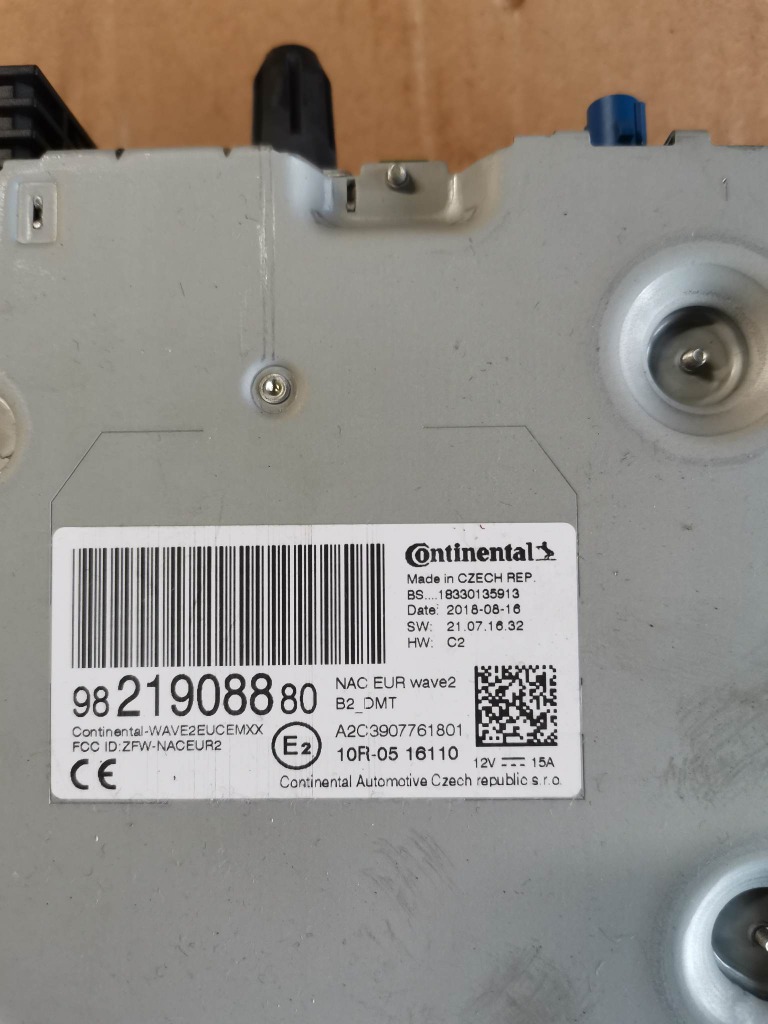 Continental
Made in CZECH REP.
BS....18330135913
Date: 2018-08-16
SW: 21.07.16.32
HW: C2
98 219088 80
NAC EUR wave2
B2_DMT
Continental-WAVE2EUCEMXX
FCC ID:ZFW-NACEUR2
E2
A2C3907761801
10R-05 16110
12V 15A
CE
Continental Automotive Czech republic s.r.o.